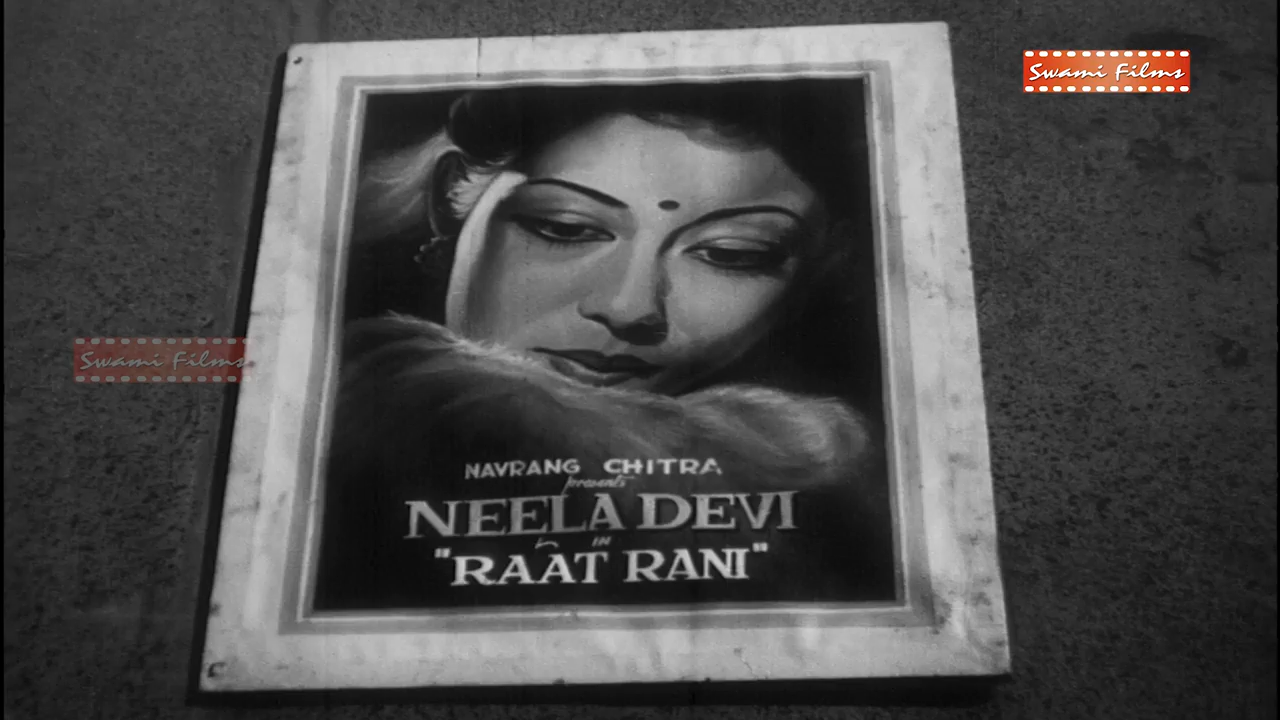 Swami Films
Swami Films
NAVRANG CHITRA
presents
NEELA DEVI
IN
"RAAT RANI"